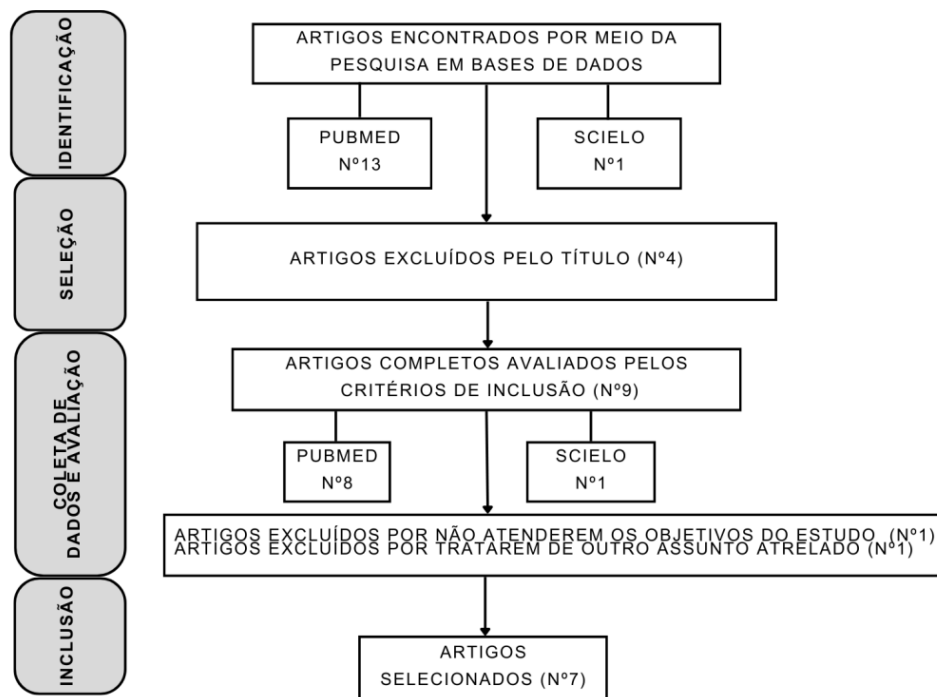 IDENTIFICAÇÃO
ARTIGOS ENCONTRADOS POR MEIO DA
PESQUISA EM BASES DE DADOS
PUBMED
Nº13
SCIELO
Nº1
SELEÇÃO
ARTIGOS EXCLUÍDOS PELO TÍTULO (Nº4)
COLETA DE
DADOS E AVALIAÇÃO
ARTIGOS COMPLETOS AVALIADOS PELOS
CRITÉRIOS DE INCLUSÃO (Nº9)
PUBMED
Nº8
SCIELO
Nº1
ARTIGOS EXCLUÍDOS POR NÃO ATENDEREM OS OBJETIVOS DO ESTUDO (Nº1)
ARTIGOS EXCLUÍDOS POR TRATAREM DE OUTRO ASSUNTO ATRELADO (Nº1)
INCLUSÃO
ARTIGOS
SELECIONADOS (Nº7)